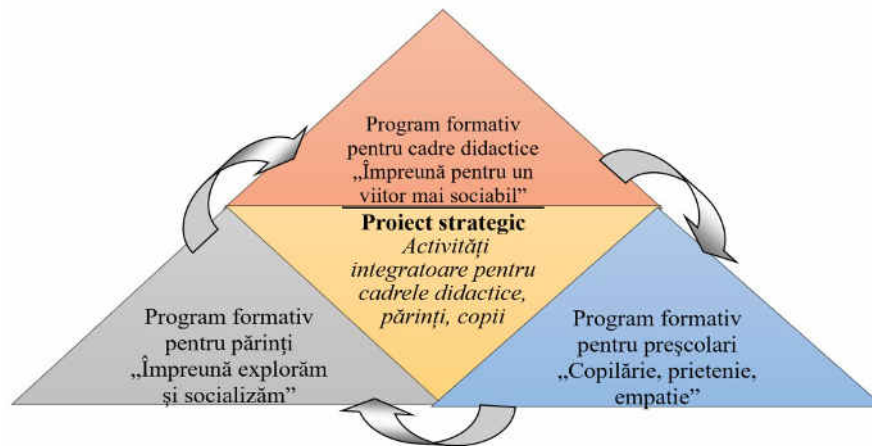 Program formativ
pentru cadre didactice
„Împreună pentru un
viitor mai sociabil”
Proiect strategic
Activități
integratoare pentru
cadrele didactice,
părinți, copii
Program formativ
pentru părinți
„Împreună explorăm
și socializăm”
Program formativ
pentru preșcolari
„Copilărie, prietenie,
empatie”